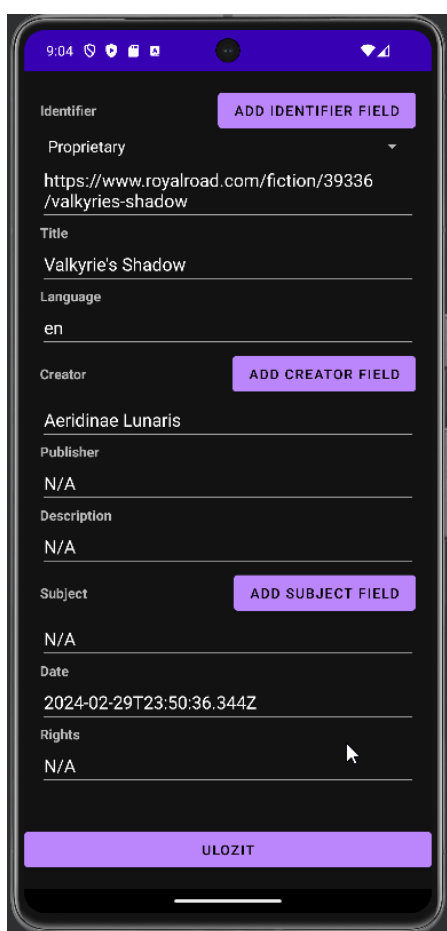 9:04
Identifier
ADD IDENTIFIER FIELD
Proprietary
https://www.royalroad.com/fiction/39336
/valkyries-shadow
Title
Valkyrie's Shadow
Language
en
Creator
ADD CREATOR FIELD
Aeridinae Lunaris
Publisher
N/A
Description
N/A
Subject
ADD SUBJECT FIELD
N/A
Date
2024-02-29T23:50:36.344Z
Rights
N/A
ULOZIT